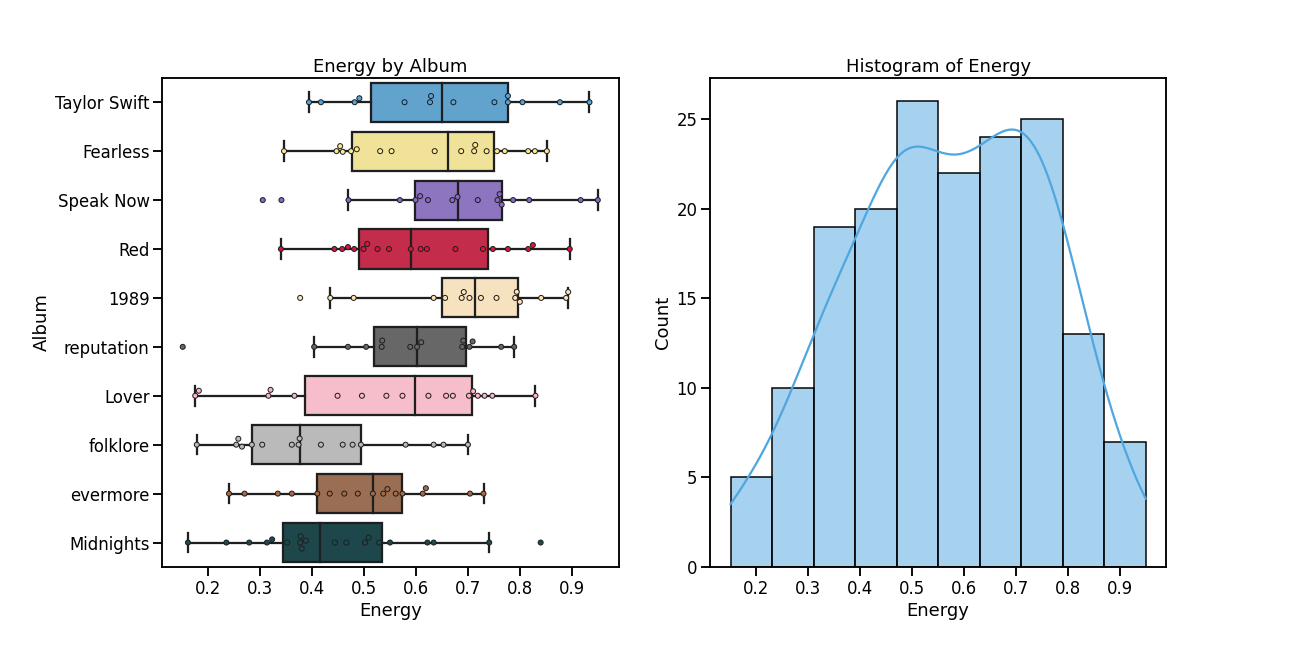 Energy by Album
Album
Taylor Swift
Fearless
Speak Now
Red
1989
reputation
Lover
folklore
evermore
Midnights
0.2 0.3 0.4 0.5 0.6 0.7 0.8 0.9
Energy
Histogram of Energy
Count
25
20
15
10
5
0
0.2 0.3 0.4 0.5 0.6 0.7 0.8 0.9
Energy